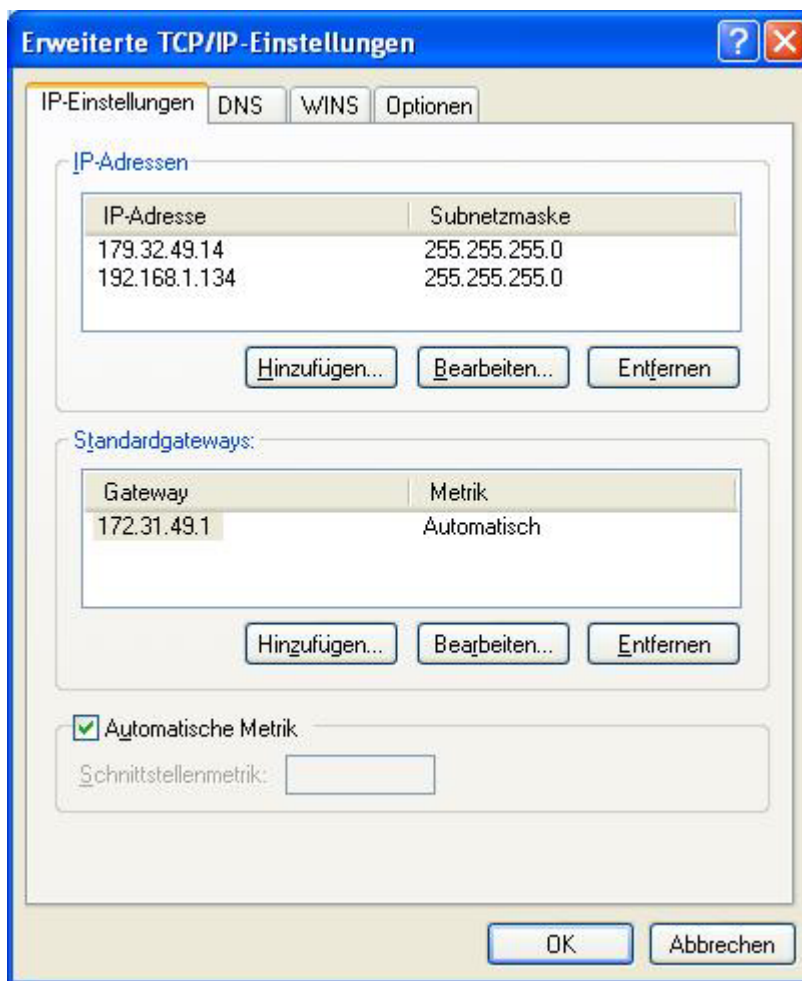 Erweiterte TCP/IP-Einstellungen
IP-Einstellungen DNS WINS Optionen
IP-Adressen
IP-Adresse Subnetzmaske
179.32.49.14 255.255.255.0
192.168.1.134 255.255.255.0
Hinzufügen... Bearbeiten... Entfernen
Standardgateways:
Gateway Metrik
172.31.49.1 Automatisch
Hinzufügen... Bearbeiten... Entfernen
Automatische Metrik
Schnittstellenmetrik:
OK Abbrechen